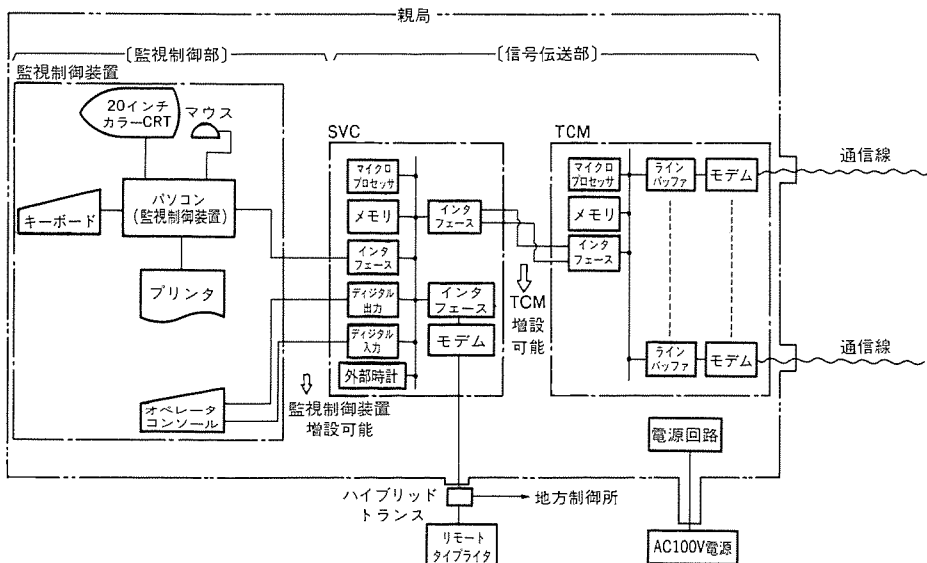 親局
〔監視制御部〕
〔信号伝送部〕
監視制御装置
20インチ
カラーCRT
マウス
キーボード
パソコン
(監視制御装置)
プリンタ
オペレータ
コンソール
SVC
マイクロ
プロセッサ
メモリ
インタ
フェース
ディジタル
出力
ディジタル
入力
外部時計
インタ
フェース
インタ
フェース
モデム
監視制御装置
増設可能
TCM
増設
可能
TCM
マイクロ
プロセッサ
メモリ
インタ
フェース
ライン
バッファ
モデム
通信線
ライン
バッファ
モデム
通信線
電源回路
AC100V電源
ハイブリッド
トランス
地方制御所
リモート
タイプライタ